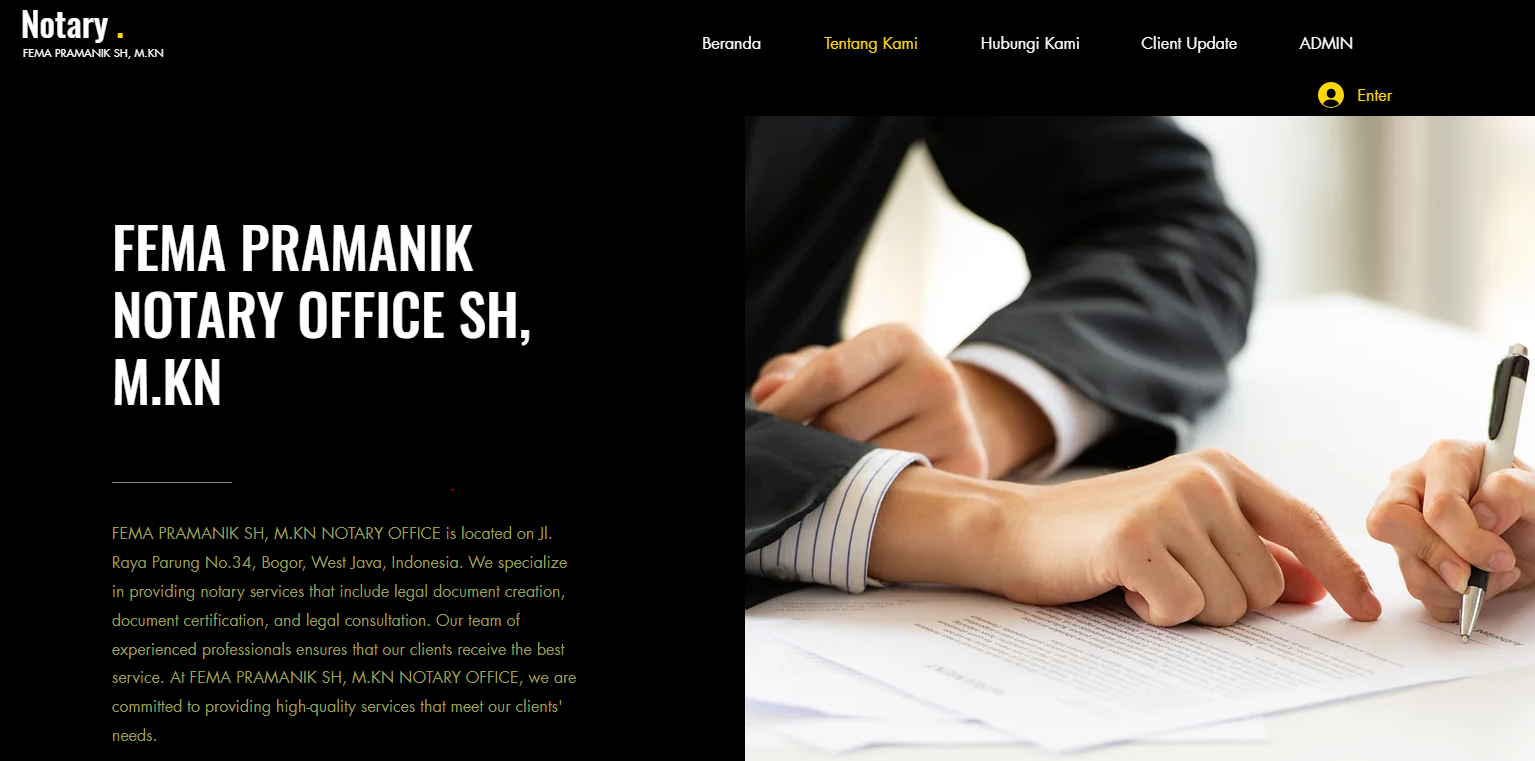 Notary .
FEMA PRAMANIK SH, M.KN
Beranda
Tentang Kami
Hubungi Kami
Client Update
ADMIN
Enter
FEMA PRAMANIK
NOTARY OFFICE SH,
M.KN
FEMA PRAMANIK SH, M.KN NOTARY OFFICE is located on Jl.
Raya Parung No.34, Bogor, West Java, Indonesia. We specialize
in providing notary services that include legal document creation,
document certification, and legal consultation. Our team of
experienced professionals ensures that our clients receive the best
service. At FEMA PRAMANIK SH, M.KN NOTARY OFFICE, we are
committed to providing high-quality services that meet our clients'
needs.